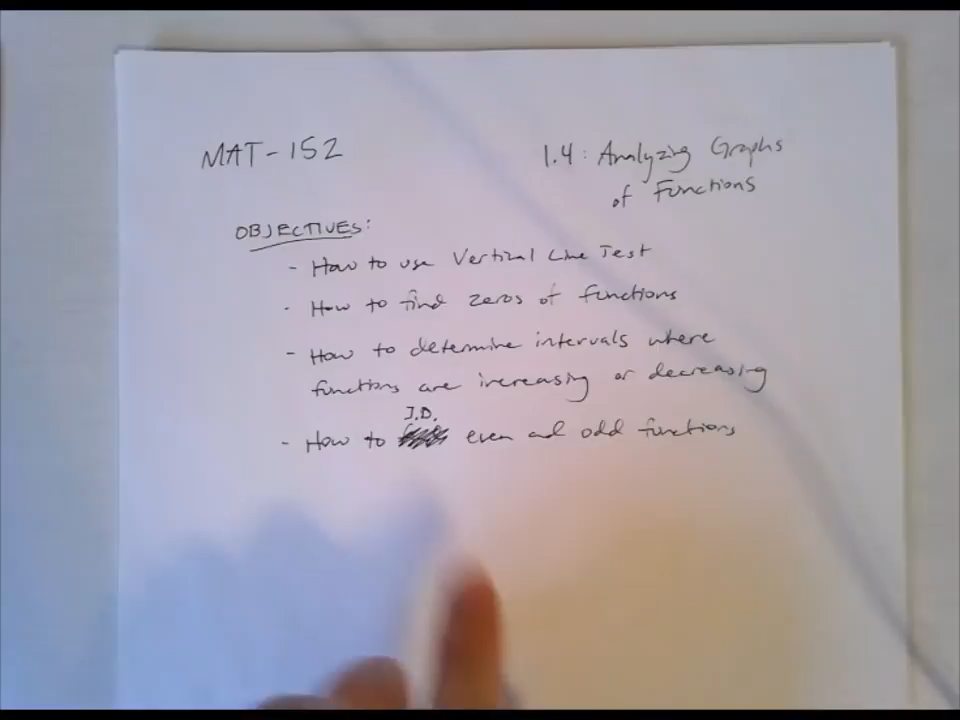 MAT-152
1.4: Analyzing Graphs
of Functions
OBJECTIVES:
- How to use Vertical Line Test
- How to find zeros of functions
- How to determine intervals where
functions are increasing or decreasing
I.D.
- How to even and odd functions